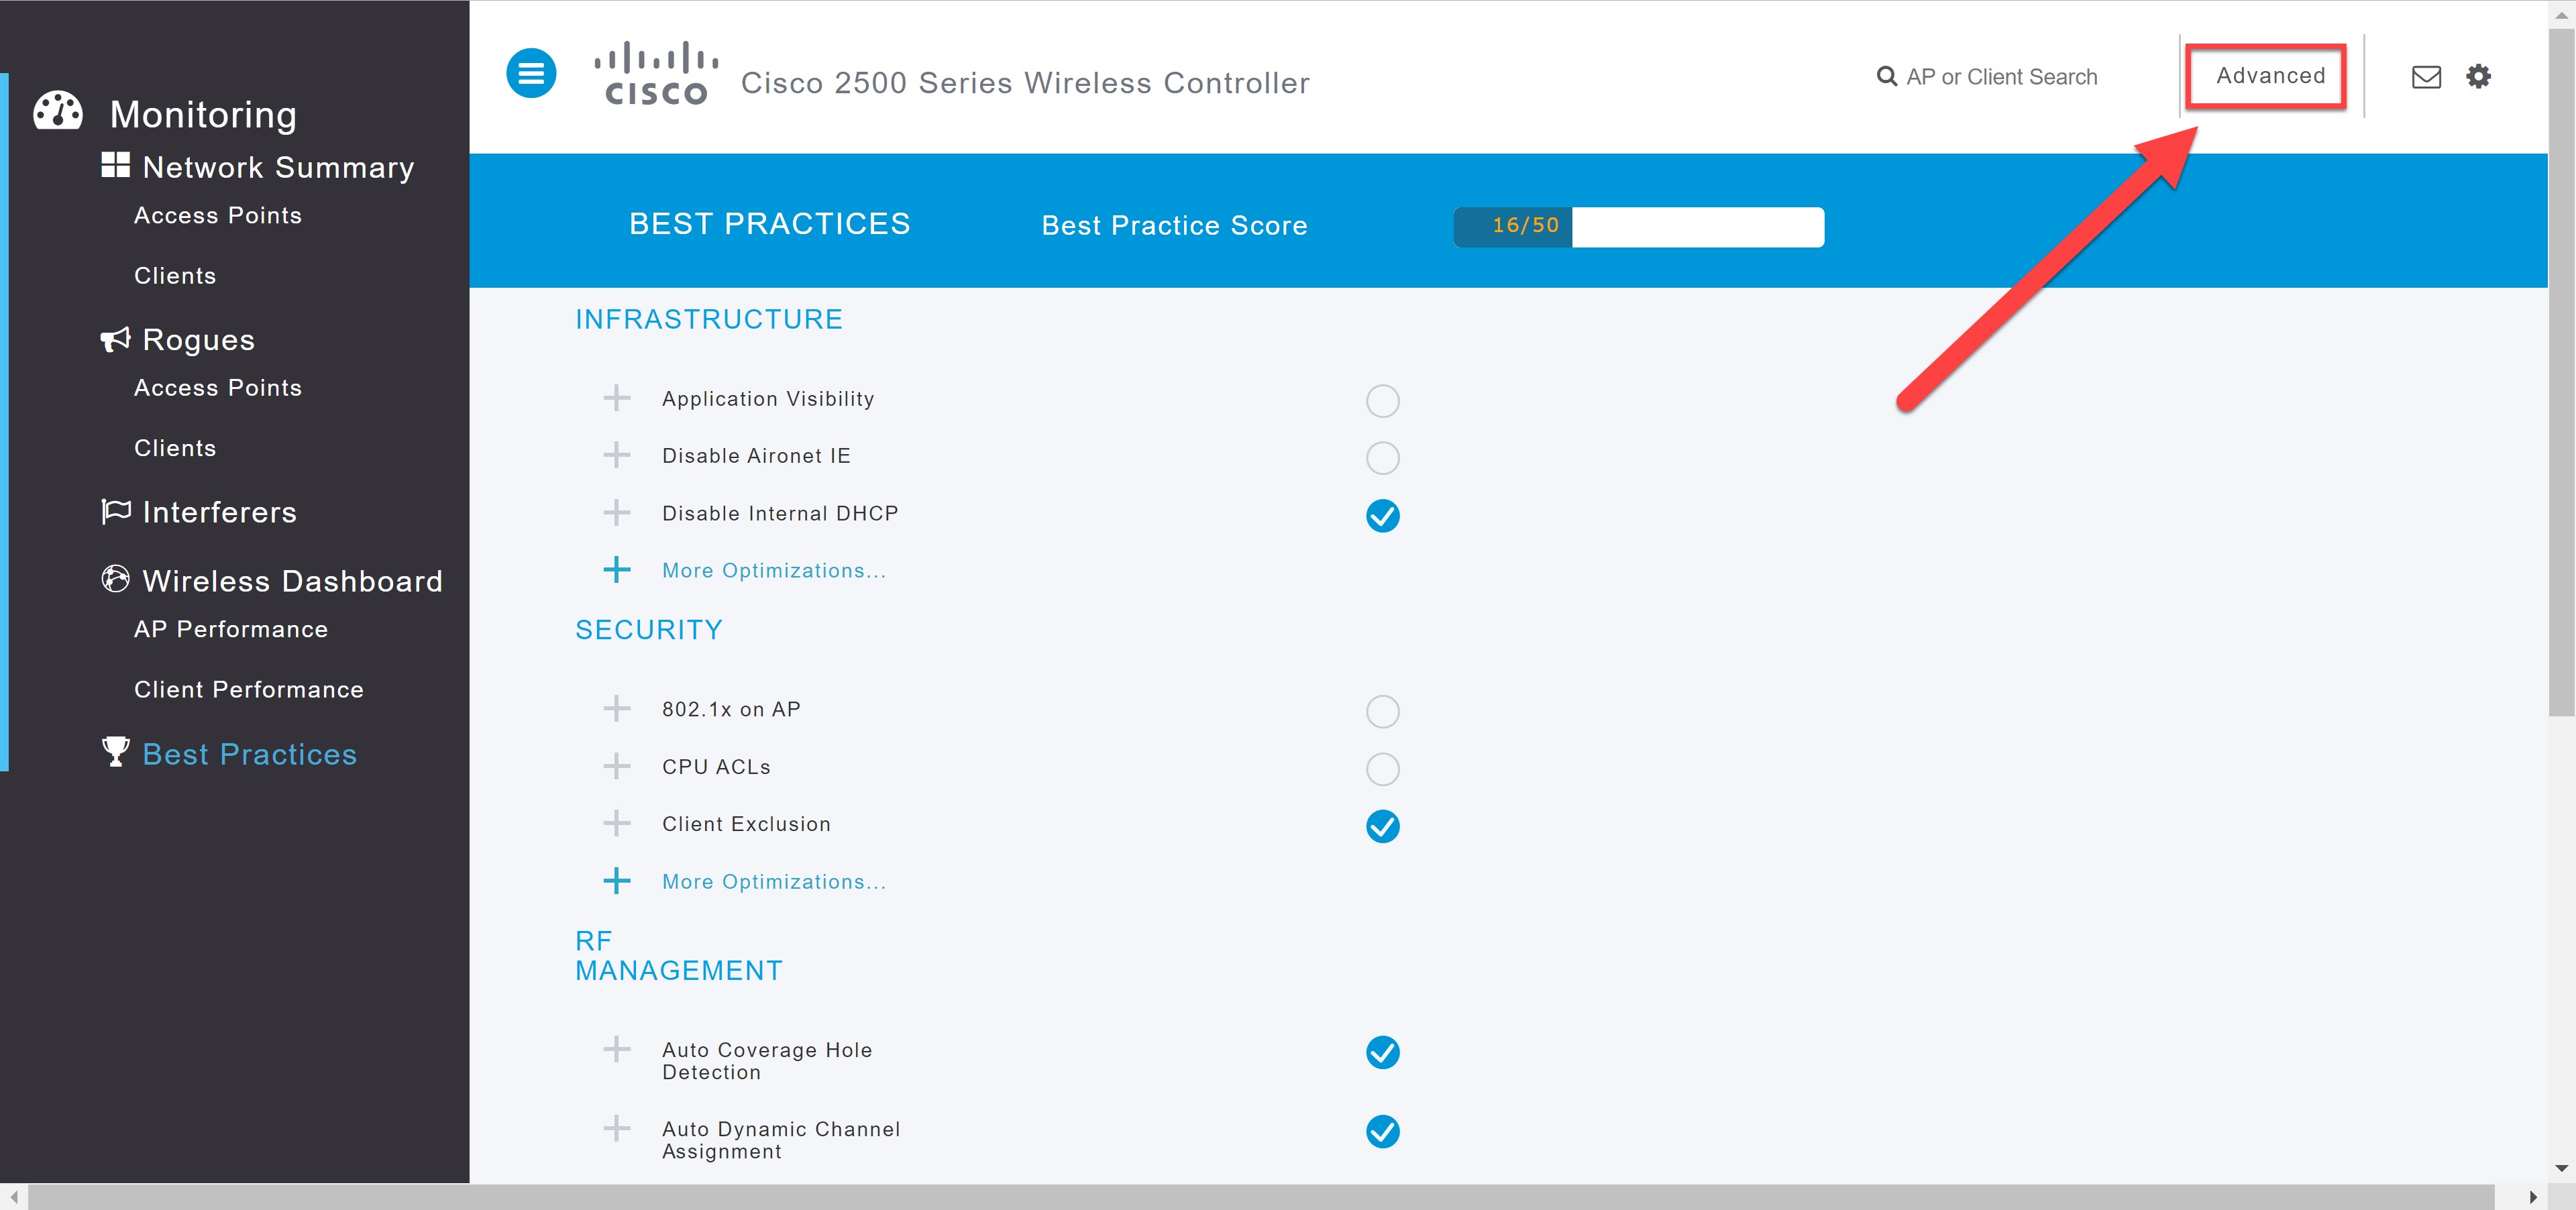 Monitoring
Network Summary
Access Points
Clients
Rogues
Access Points
Clients
Interferers
Wireless Dashboard
AP Performance
Client Performance
Best Practices
CISCO
Cisco 2500 Series Wireless Controller
AP or Client Search
Advanced
BEST PRACTICES
Best Practice Score
16/50
INFRASTRUCTURE
Application Visibility
Disable Aironet IE
Disable Internal DHCP
More Optimizations...
SECURITY
802.1x on AP
CPU ACLs
Client Exclusion
More Optimizations...
RF
MANAGEMENT
Auto Coverage Hole
Detection
Auto Dynamic Channel
Assignment